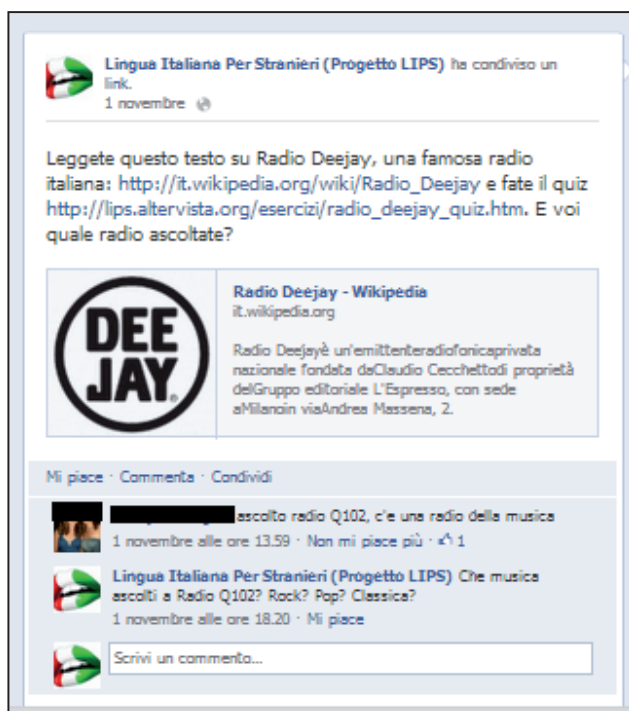 Lingua Italiana Per Stranieri (Progetto LIPS) ha condiviso un
link.
1 novembre
Leggete questo testo su Radio Deejay, una famosa radio
italiana: http://it.wikipedia.org/wiki/Radio_Deejay e fate il quiz
http://lips.altervista.org/esercizi/radio_deejay_quiz.htm. E voi
quale radio ascoltate?
DEE
JAY.
Radio Deejay - Wikipedia
it.wikipedia.org
Radio Deejayè un'emittenteradiofonicaprivata
nazionale fondata daClaudio Cecchettodi proprietà
delGruppo editoriale L'Espresso, con sede
aMilanoin viaAndrea Massena, 2.
Mi piace · Commenta · Condividi
ascolto radio Q102, c'e una radio della musica
1 novembre alle ore 13.59 · Non mi piace più · 1
Lingua Italiana Per Stranieri (Progetto LIPS) Che musica
ascolti a Radio Q102? Rock? Pop? Classica?
1 novembre alle ore 18.20 · Mi piace
Scrivi un commento...